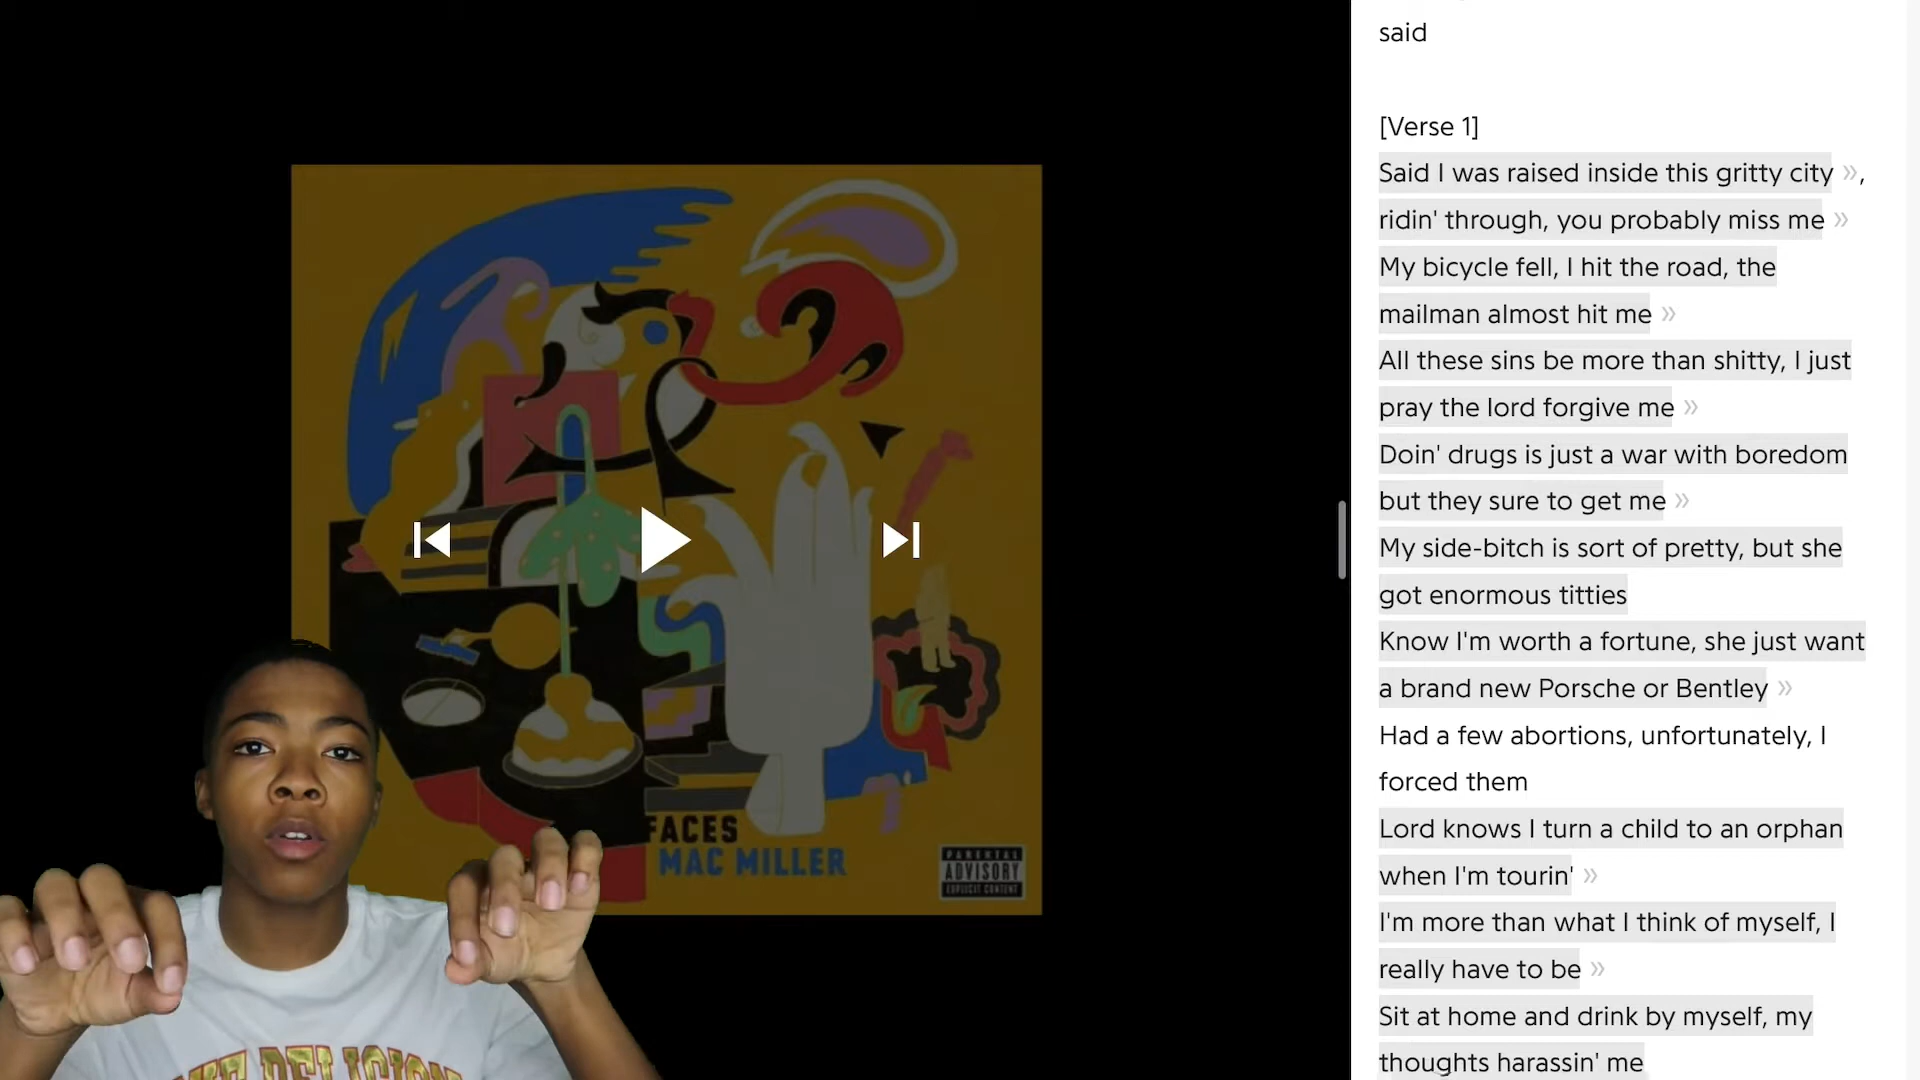 said
[Verse 1]
Said I was raised inside this gritty city »,
ridin' through, you probably miss me »
My bicycle fell, I hit the road, the
mailman almost hit me »
All these sins be more than shitty, I just
pray the lord forgive me »
Doin' drugs is just a war with boredom
but they sure to get me »
My side-bitch is sort of pretty, but she
got enormous titties
Know I'm worth a fortune, she just want
a brand new Porsche or Bentley »
Had a few abortions, unfortunately, I
forced them
Lord knows I turn a child to an orphan
when I'm tourin' »
I'm more than what I think of myself, I
really have to be »
Sit at home and drink by myself, my
thoughts harassin' me
FACES
MAC MILLER
PARENTAL
ADVISORY
EXPLICIT CONTENT